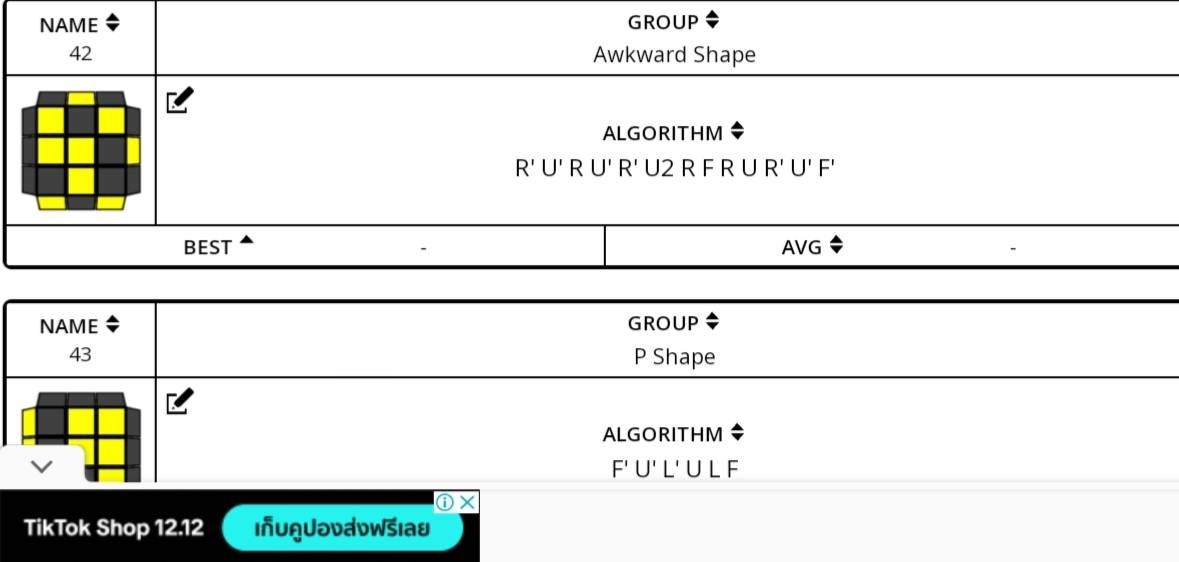 NAME
42
GROUP
Awkward Shape
ALGORITHM
R' U' R U' R' U2 R F R U R' U' F'
BEST -
AVG -
NAME
43
GROUP
P Shape
ALGORITHM
F' U' L' U L F
TikTok Shop 12.12
เก็บคูปองส่งฟรีเลย